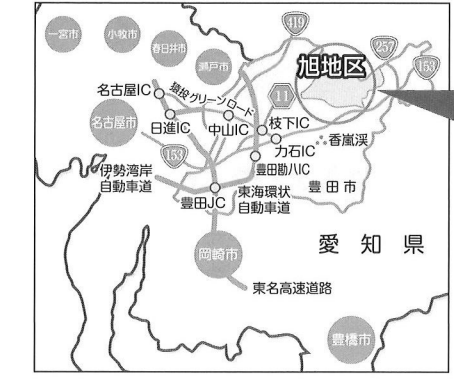 一宮市
小牧市
春日井市
瀬戸市
419
257
153
旭地区
名古屋IC
猿投グリーンロード
11
名古屋市
日進IC
中山IC
枝下IC
力石IC
香嵐渓
153
豊田勘八IC
伊勢湾岸
自動車道
豊田市
豊田JC
東海環状
自動車道
岡崎市
愛知県
東名高速道路
豊橋市